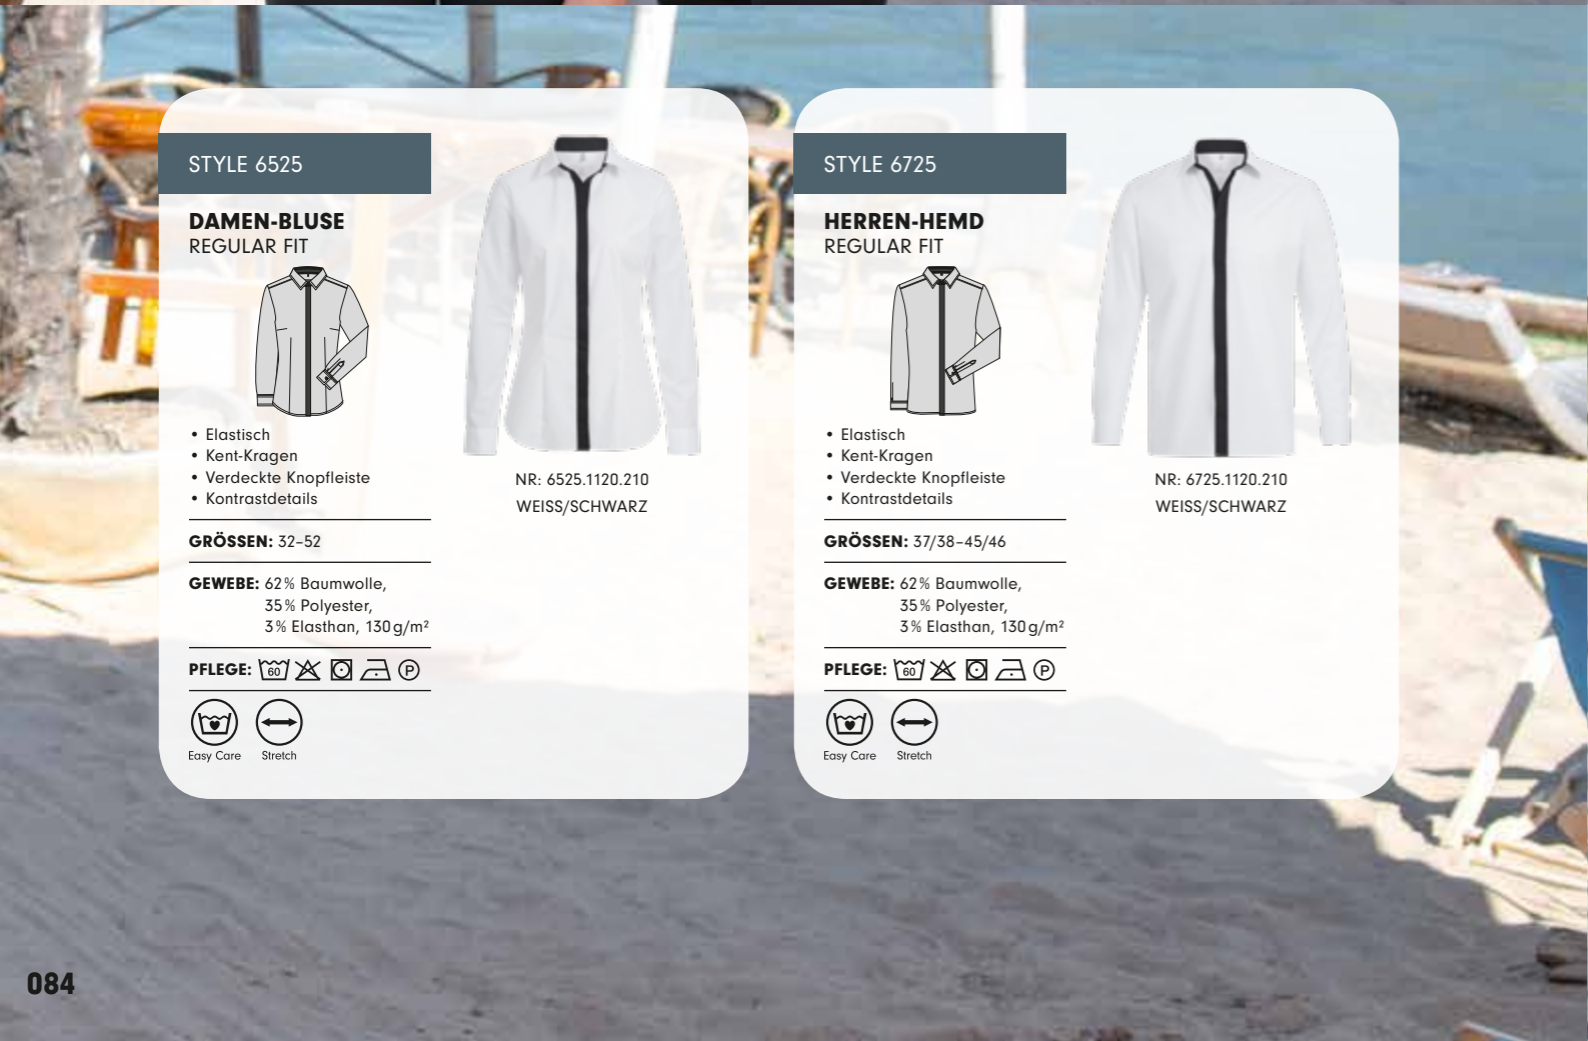 STYLE 6525
DAMEN-BLUSE
REGULAR FIT
• Elastisch
• Kent-Kragen
• Verdeckte Knopfleiste
• Kontrastdetails
GRÖSSEN: 32–52
GEWEBE: 62% Baumwolle,
35% Polyester,
3% Elasthan, 130 g/m²
PFLEGE: 60 P
Easy Care Stretch
NR: 6525.1120.210
WEISS/SCHWARZ
STYLE 6725
HERREN-HEMD
REGULAR FIT
• Elastisch
• Kent-Kragen
• Verdeckte Knopfleiste
• Kontrastdetails
GRÖSSEN: 37/38–45/46
GEWEBE: 62% Baumwolle,
35% Polyester,
3% Elasthan, 130 g/m²
PFLEGE: 60 P
Easy Care Stretch
NR: 6725.1120.210
WEISS/SCHWARZ
084